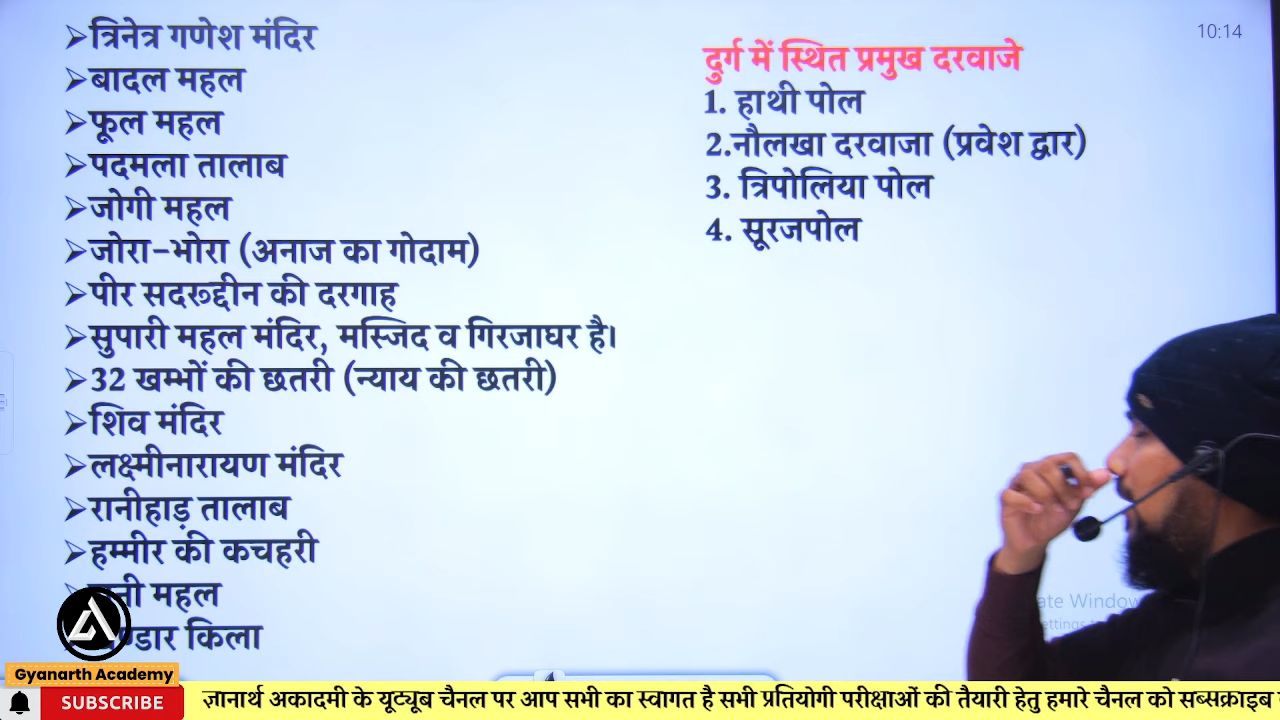 ➢त्रिनेत्र गणेश मंदिर
➢बादल महल
➢फूल महल
➢पदमला तालाब
➢जोगी महल
➢जोरा-भोरा (अनाज का गोदाम)
➢पीर सदरूद्दीन की दरगाह
➢सुपारी महल मंदिर, मस्जिद व गिरजाघर है।
➢32 खम्भों की छतरी (न्याय की छतरी)
➢शिव मंदिर
➢लक्ष्मीनारायण मंदिर
➢रानीहाड़ तालाब
➢हम्मीर की कचहरी
महल
किला
10:14
दुर्ग में स्थित प्रमुख दरवाजे
1. हाथी पोल
2.नौलखा दरवाजा (प्रवेश द्वार)
3. त्रिपोलिया पोल
4. सूरजपोल
Gyanarth Academy
SUBSCRIBE
ज्ञानार्थ अकादमी के यूट्यूब चैनल पर आप सभी का स्वागत है सभी प्रतियोगी परीक्षाओं की तैयारी हेतु हमारे चैनल को सब्सक्राइब